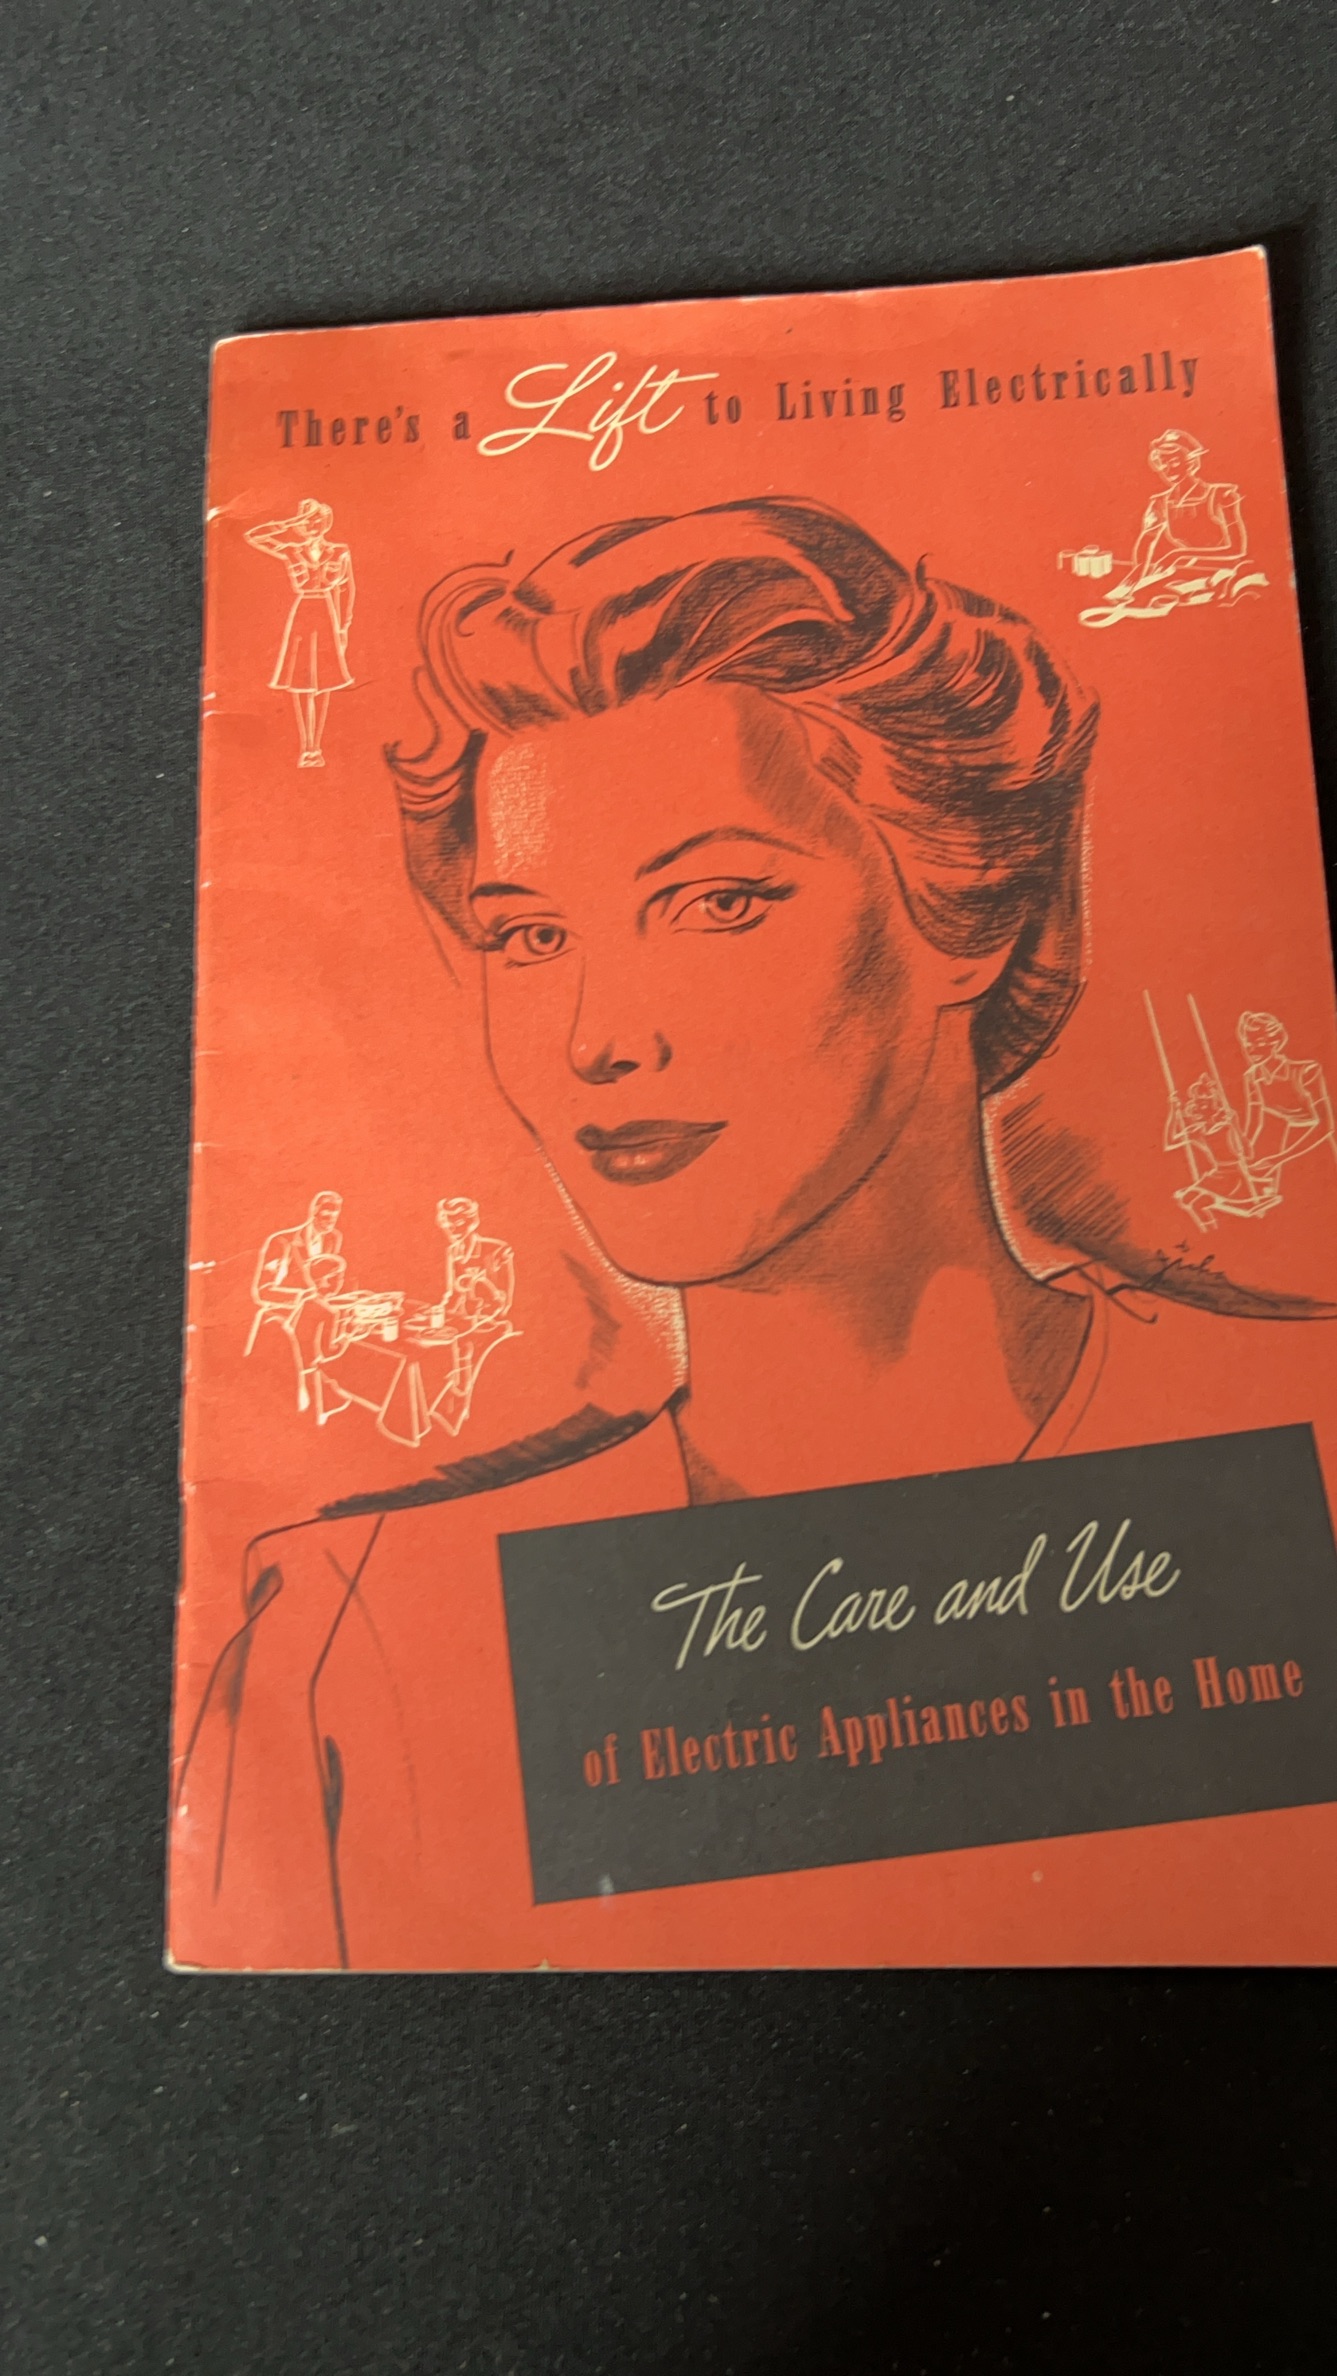 There's a Lift to Living Electrically
The Care and Use
of Electric Appliances in the Home